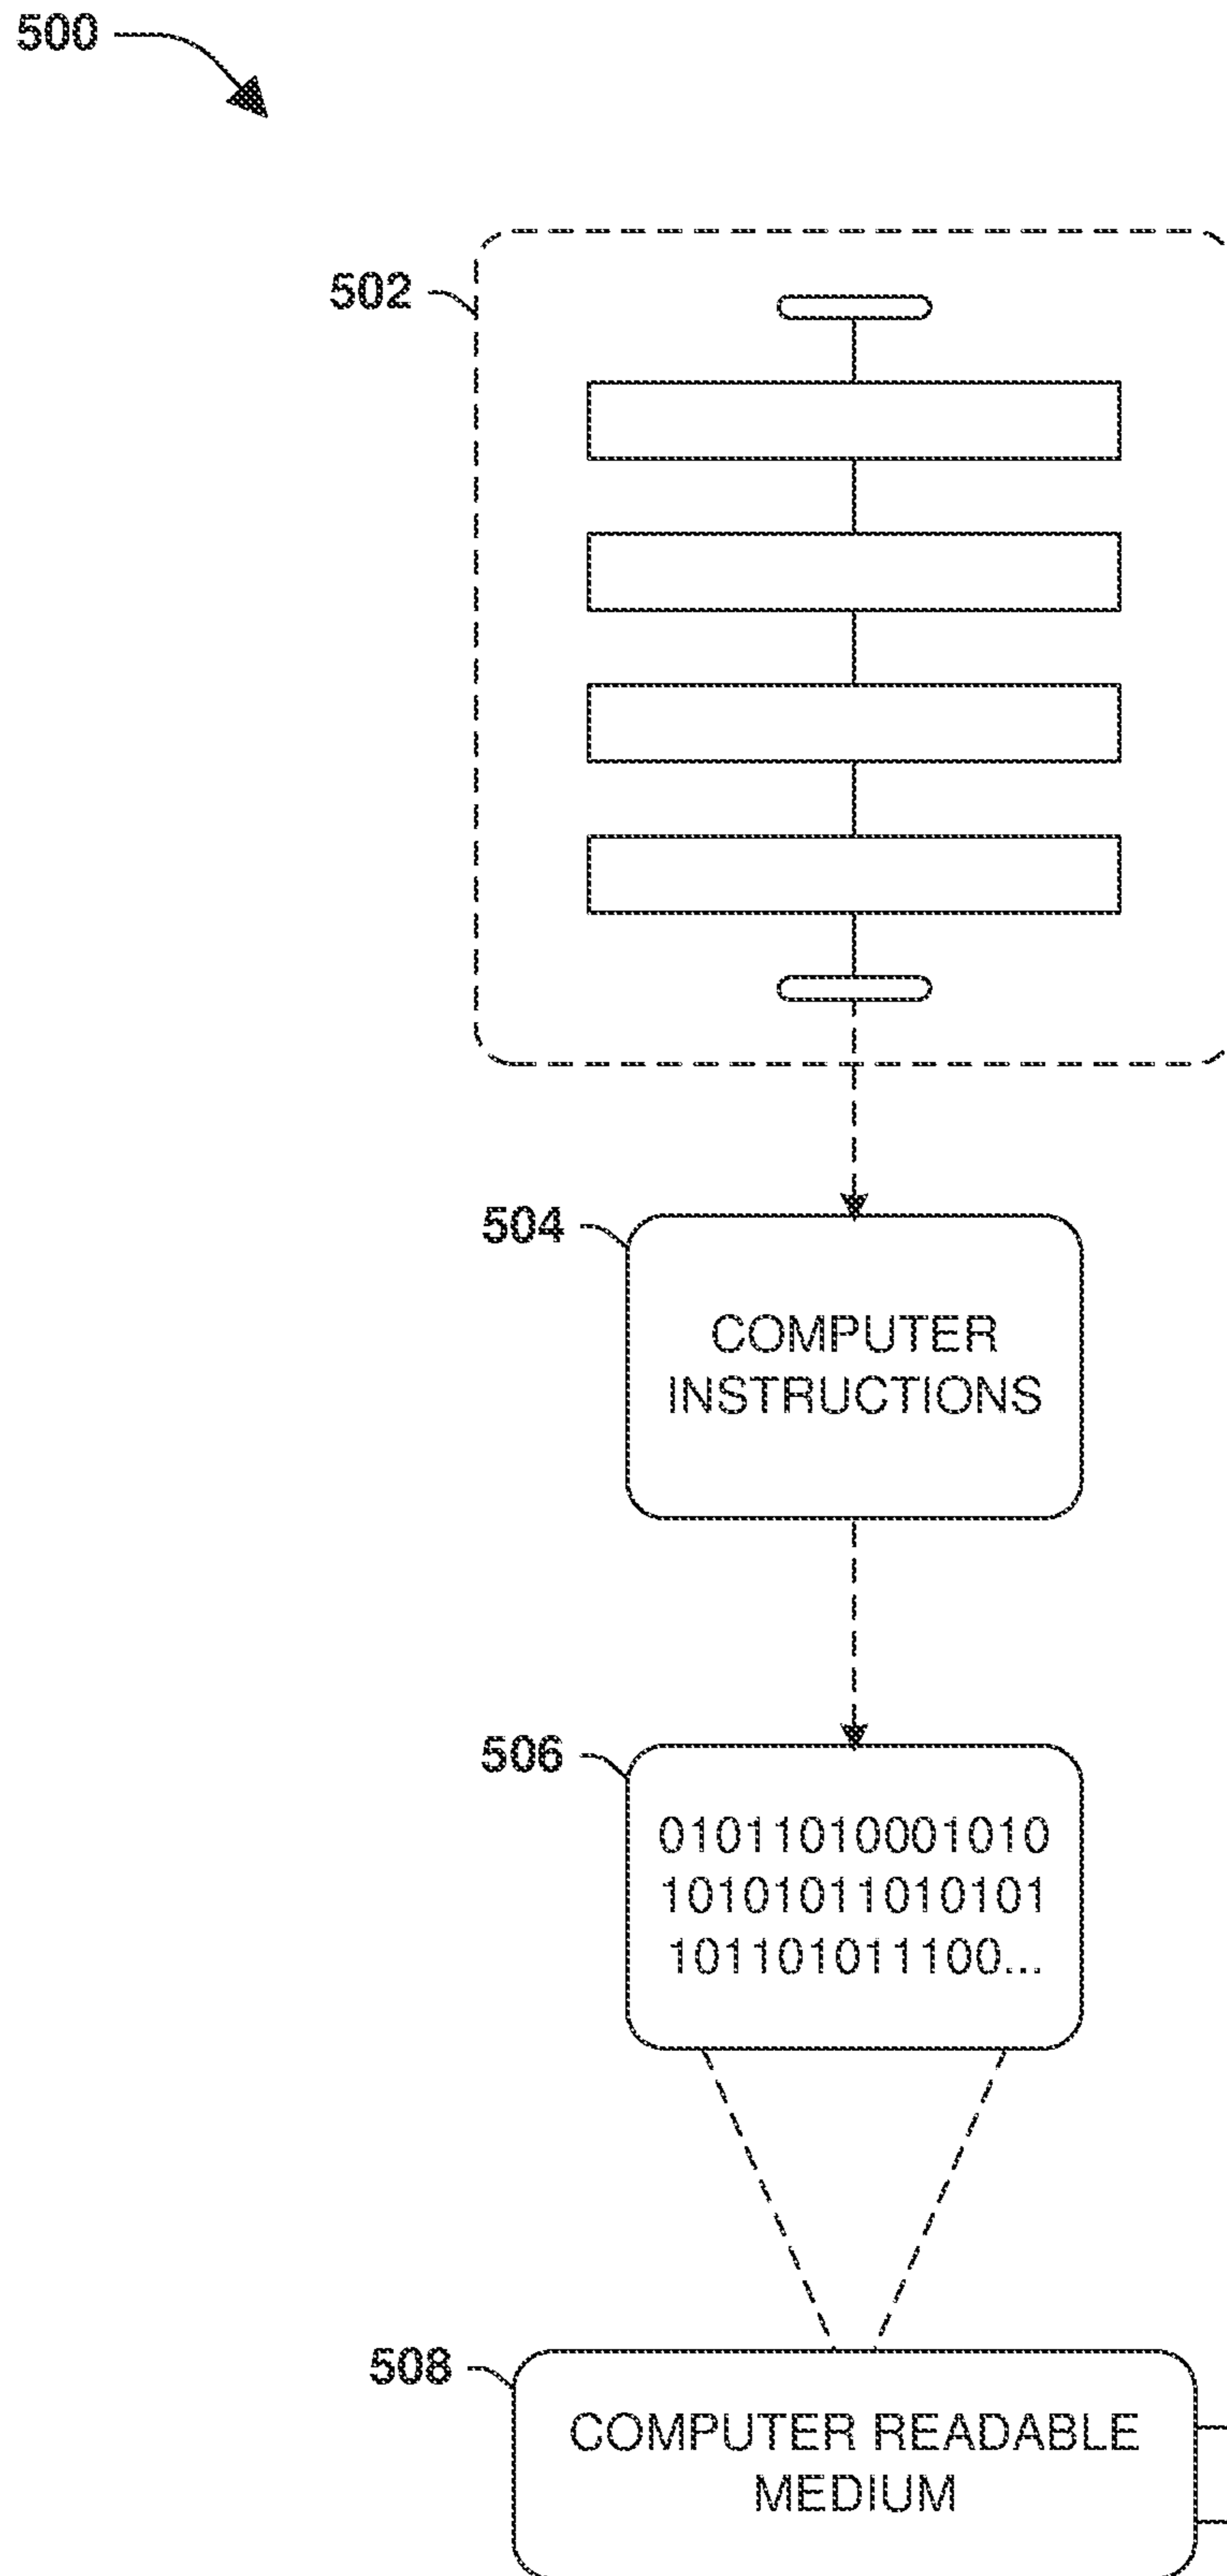 500
502
504
COMPUTER
INSTRUCTIONS
506
01011010001010
10101011010101
101101011100...
508
COMPUTER READABLE
MEDIUM